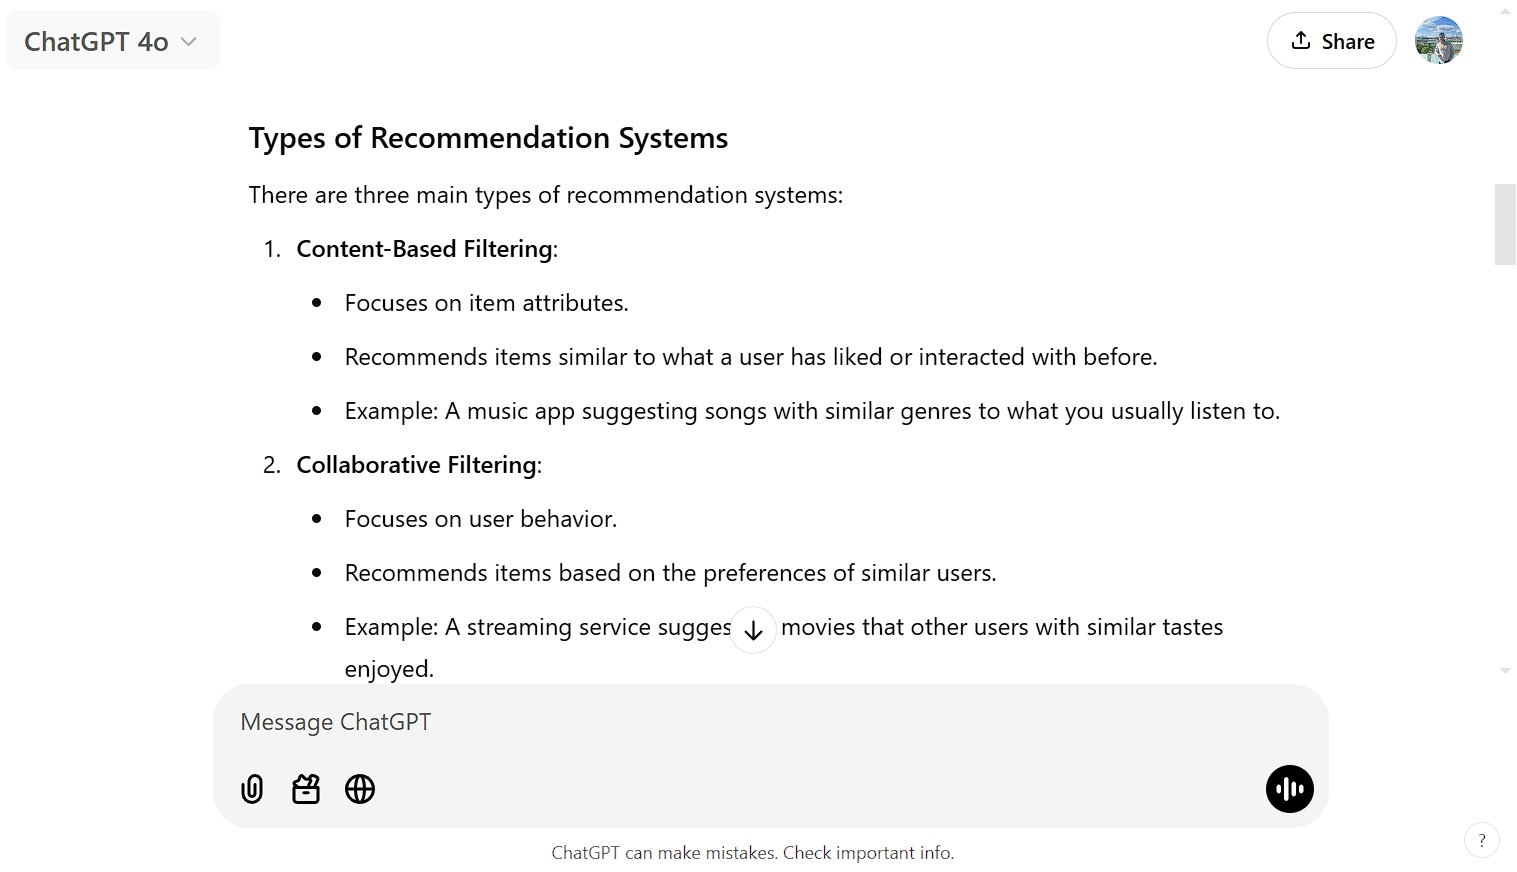 ChatGPT 4o
Share
Types of Recommendation Systems
There are three main types of recommendation systems:
1. Content-Based Filtering:
• Focuses on item attributes.
• Recommends items similar to what a user has liked or interacted with before.
• Example: A music app suggesting songs with similar genres to what you usually listen to.
2. Collaborative Filtering:
• Focuses on user behavior.
• Recommends items based on the preferences of similar users.
• Example: A streaming service sugges movies that other users with similar tastes
enjoyed.
Message ChatGPT
ChatGPT can make mistakes. Check important info.
?